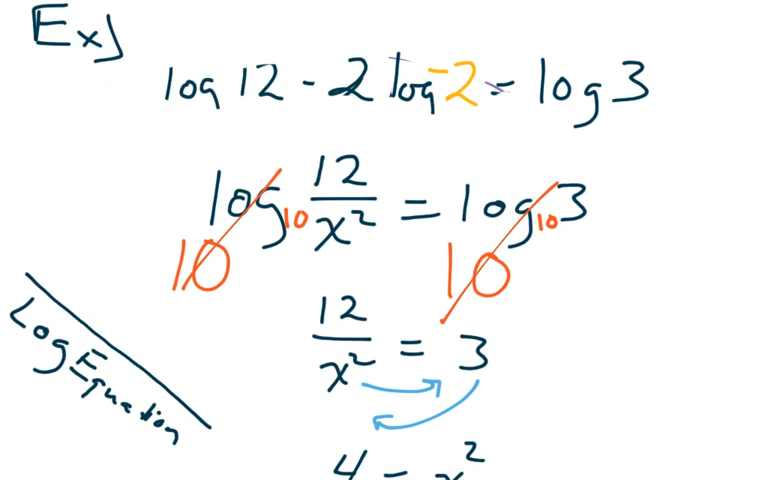 Ex)
log 12 - 2 log -2 = log 3
log₁₀ 12/x² = log₁₀ 3
10 10
12/x² = 3
4 = x²
Log Equation